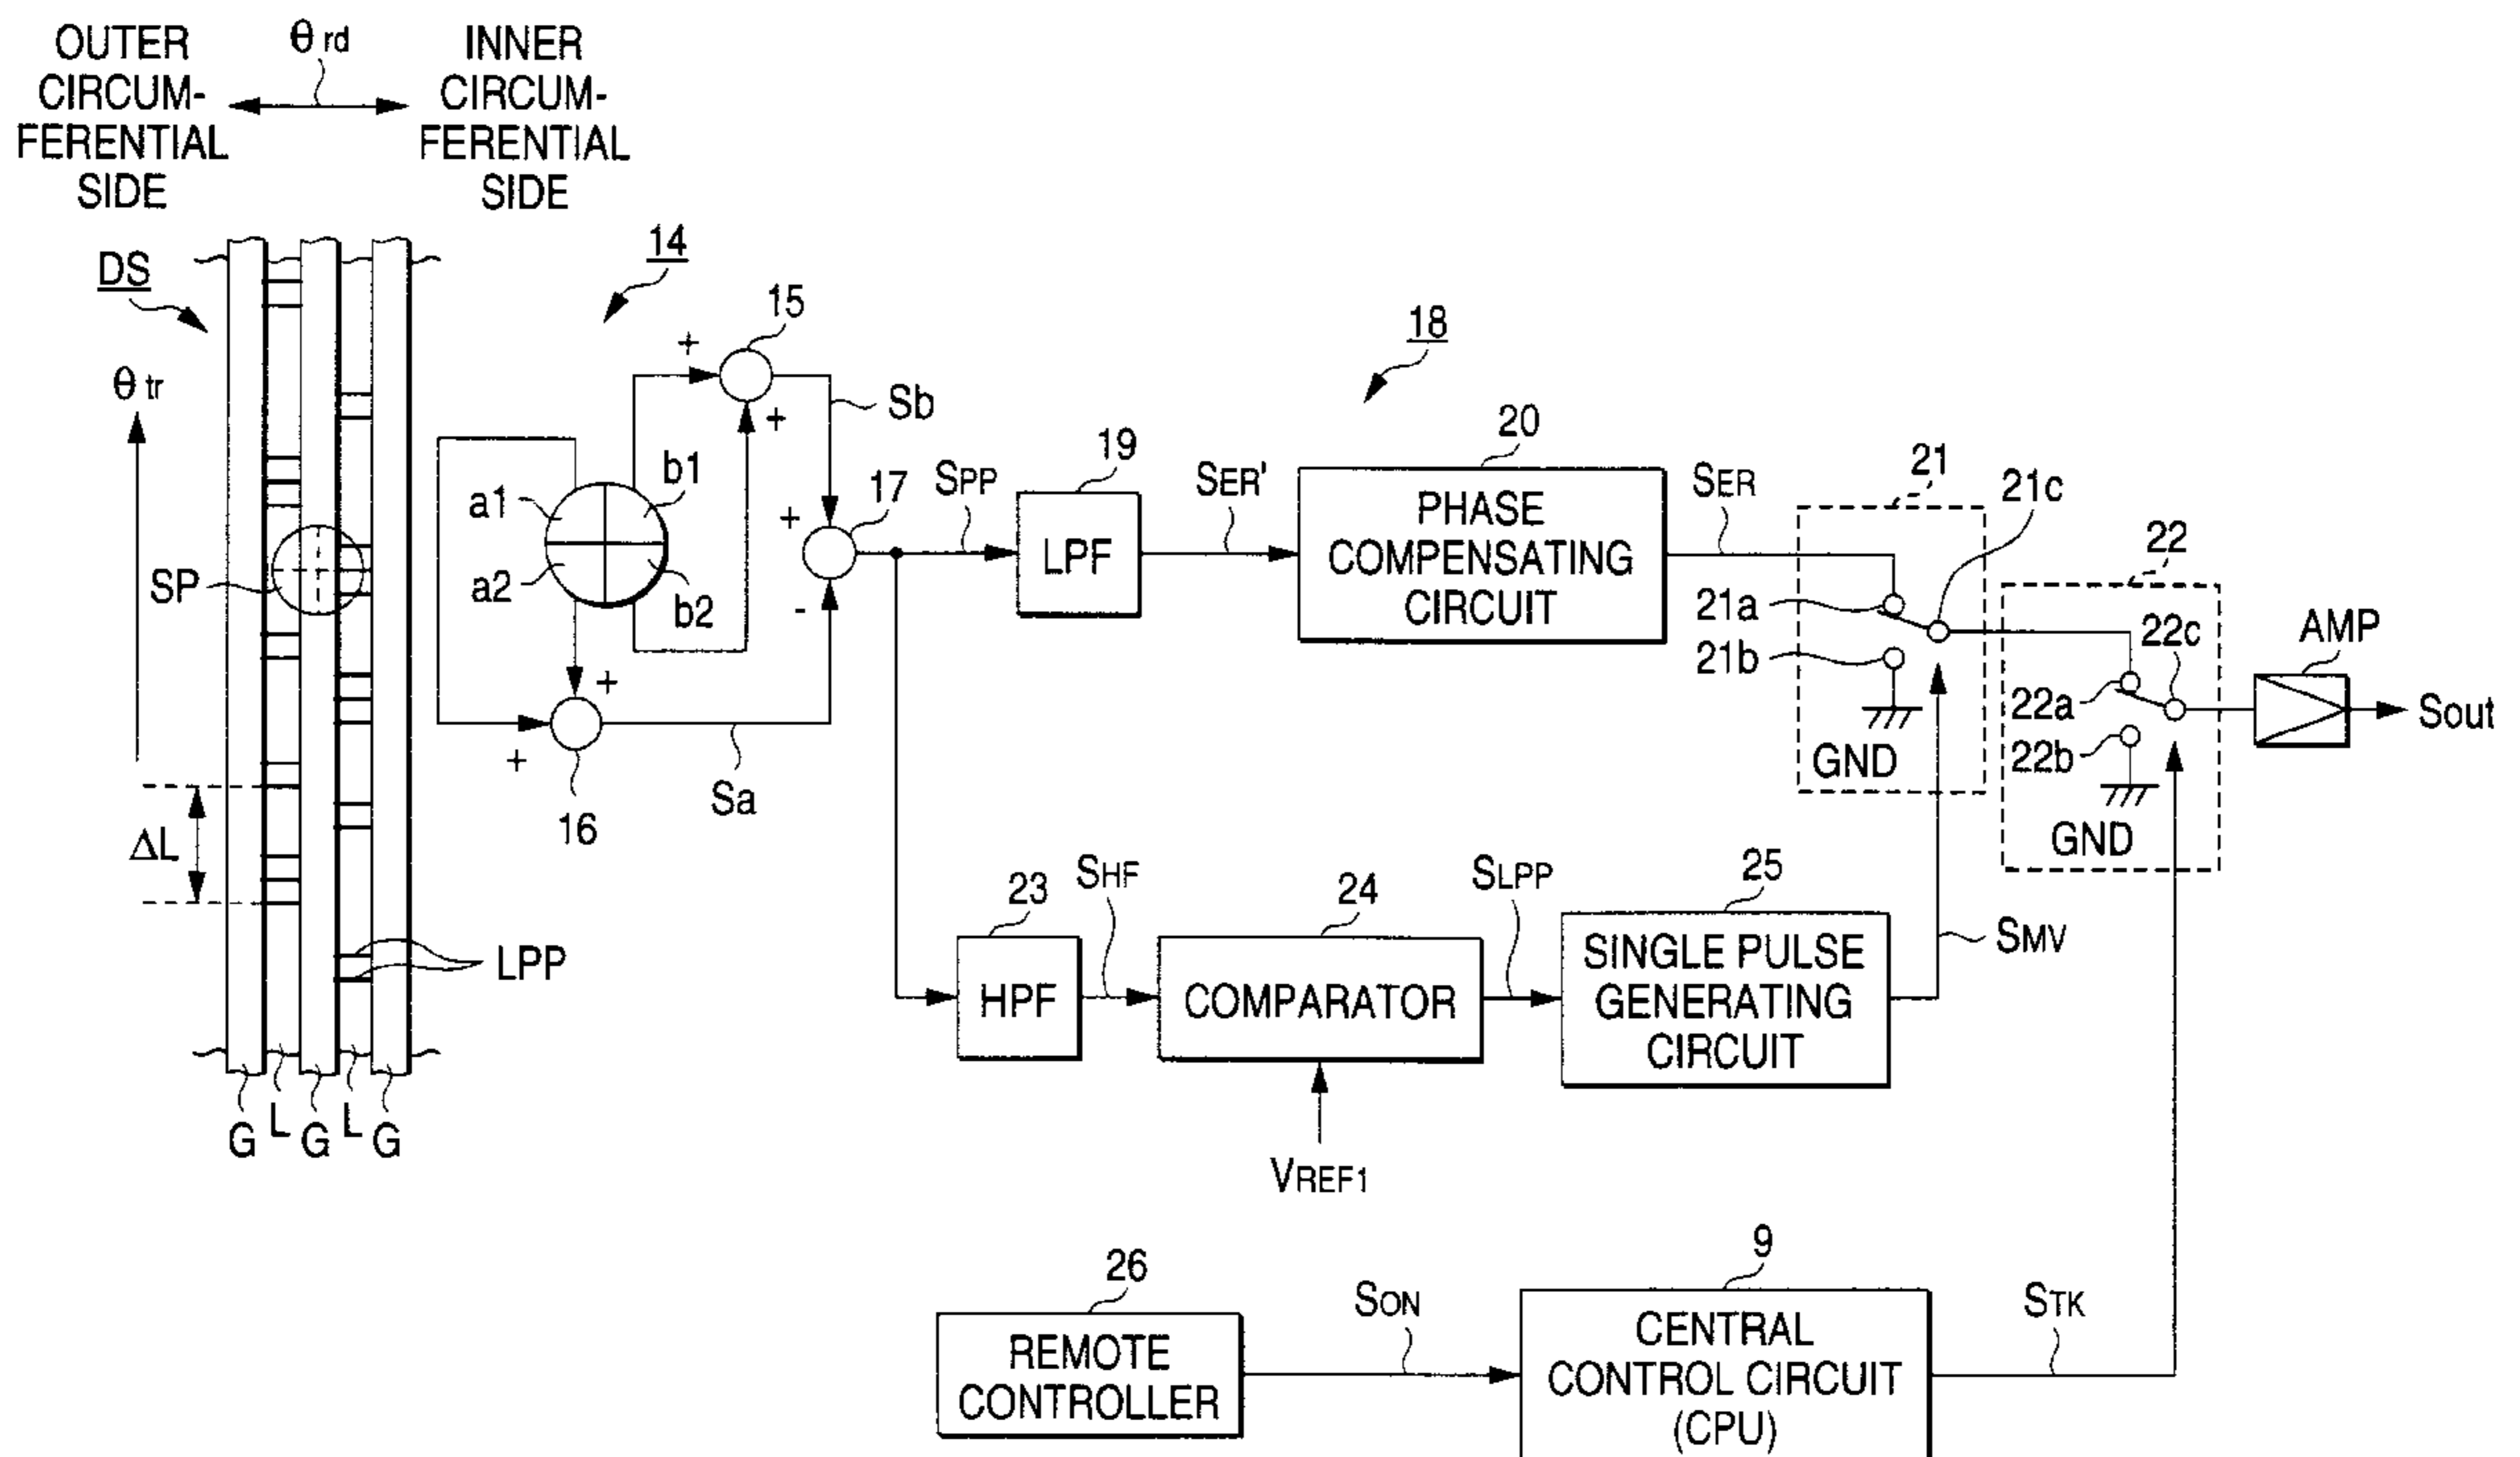 OUTER
CIRCUM-
FERENTIAL
SIDE
θrd
INNER
CIRCUM-
FERENTIAL
SIDE
DS
θtr
SP
ΔL
LPP
G
L
G
L
G
14
15
+
+
Sb
a1
b1
a2
b2
+
+
16
Sa
17
+
-
SPP
18
19
LPF
SER'
20
PHASE
COMPENSATING
CIRCUIT
SER
21
21c
21a
21b
GND
22
22c
22a
22b
GND
AMP
Sout
23
HPF
SHF
24
COMPARATOR
VREF1
SLPP
25
SINGLE PULSE
GENERATING
CIRCUIT
SMV
26
REMOTE
CONTROLLER
SON
9
CENTRAL
CONTROL CIRCUIT
(CPU)
STK